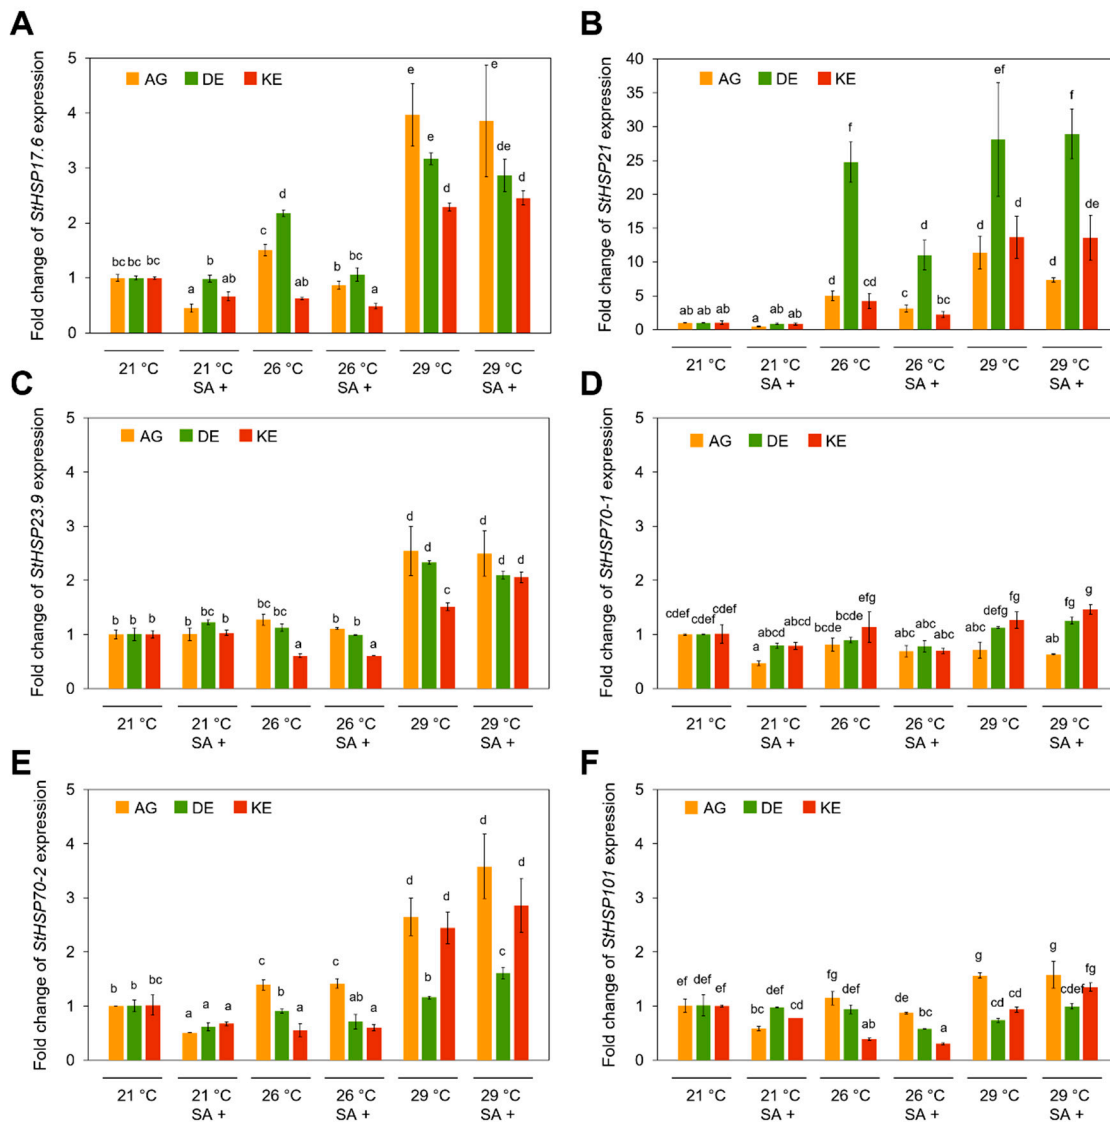 A
Fold change of StHSP17.6 expression
5
4
3
2
1
0
AG DE KE
bc bc bc
a b ab
c d ab
b bc a
e e d
e de d
21 °C 21 °C 26 °C 26 °C 29 °C 29 °C
SA + SA + SA +
B
Fold change of StHSP21 expression
40
35
30
25
20
15
10
5
0
AG DE KE
ab ab ab
a ab ab
d f cd
c d bc
d ef d
d f de
21 °C 21 °C 26 °C 26 °C 29 °C 29 °C
SA + SA + SA +
C
Fold change of StHSP23.9 expression
5
4
3
2
1
0
AG DE KE
b b b
b bc b
bc bc a
b b a
d d c
d d d
21 °C 21 °C 26 °C 26 °C 29 °C 29 °C
SA + SA + SA +
D
Fold change of StHSP70-1 expression
5
4
3
2
1
0
AG DE KE
cdef cdef cdef
a abcd abcd
bcde bcde efg
abc abc abc
abc defg fg
ab fg g
21 °C 21 °C 26 °C 26 °C 29 °C 29 °C
SA + SA + SA +
E
Fold change of StHSP70-2 expression
5
4
3
2
1
0
AG DE KE
b b bc
a a a
c b a
c ab a
d b d
d c d
21 °C 21 °C 26 °C 26 °C 29 °C 29 °C
SA + SA + SA +
F
Fold change of StHSP101 expression
5
4
3
2
1
0
AG DE KE
ef def ef
bc def cd
fg def ab
de bc a
g cd cd
g cdef fg
21 °C 21 °C 26 °C 26 °C 29 °C 29 °C
SA + SA + SA +